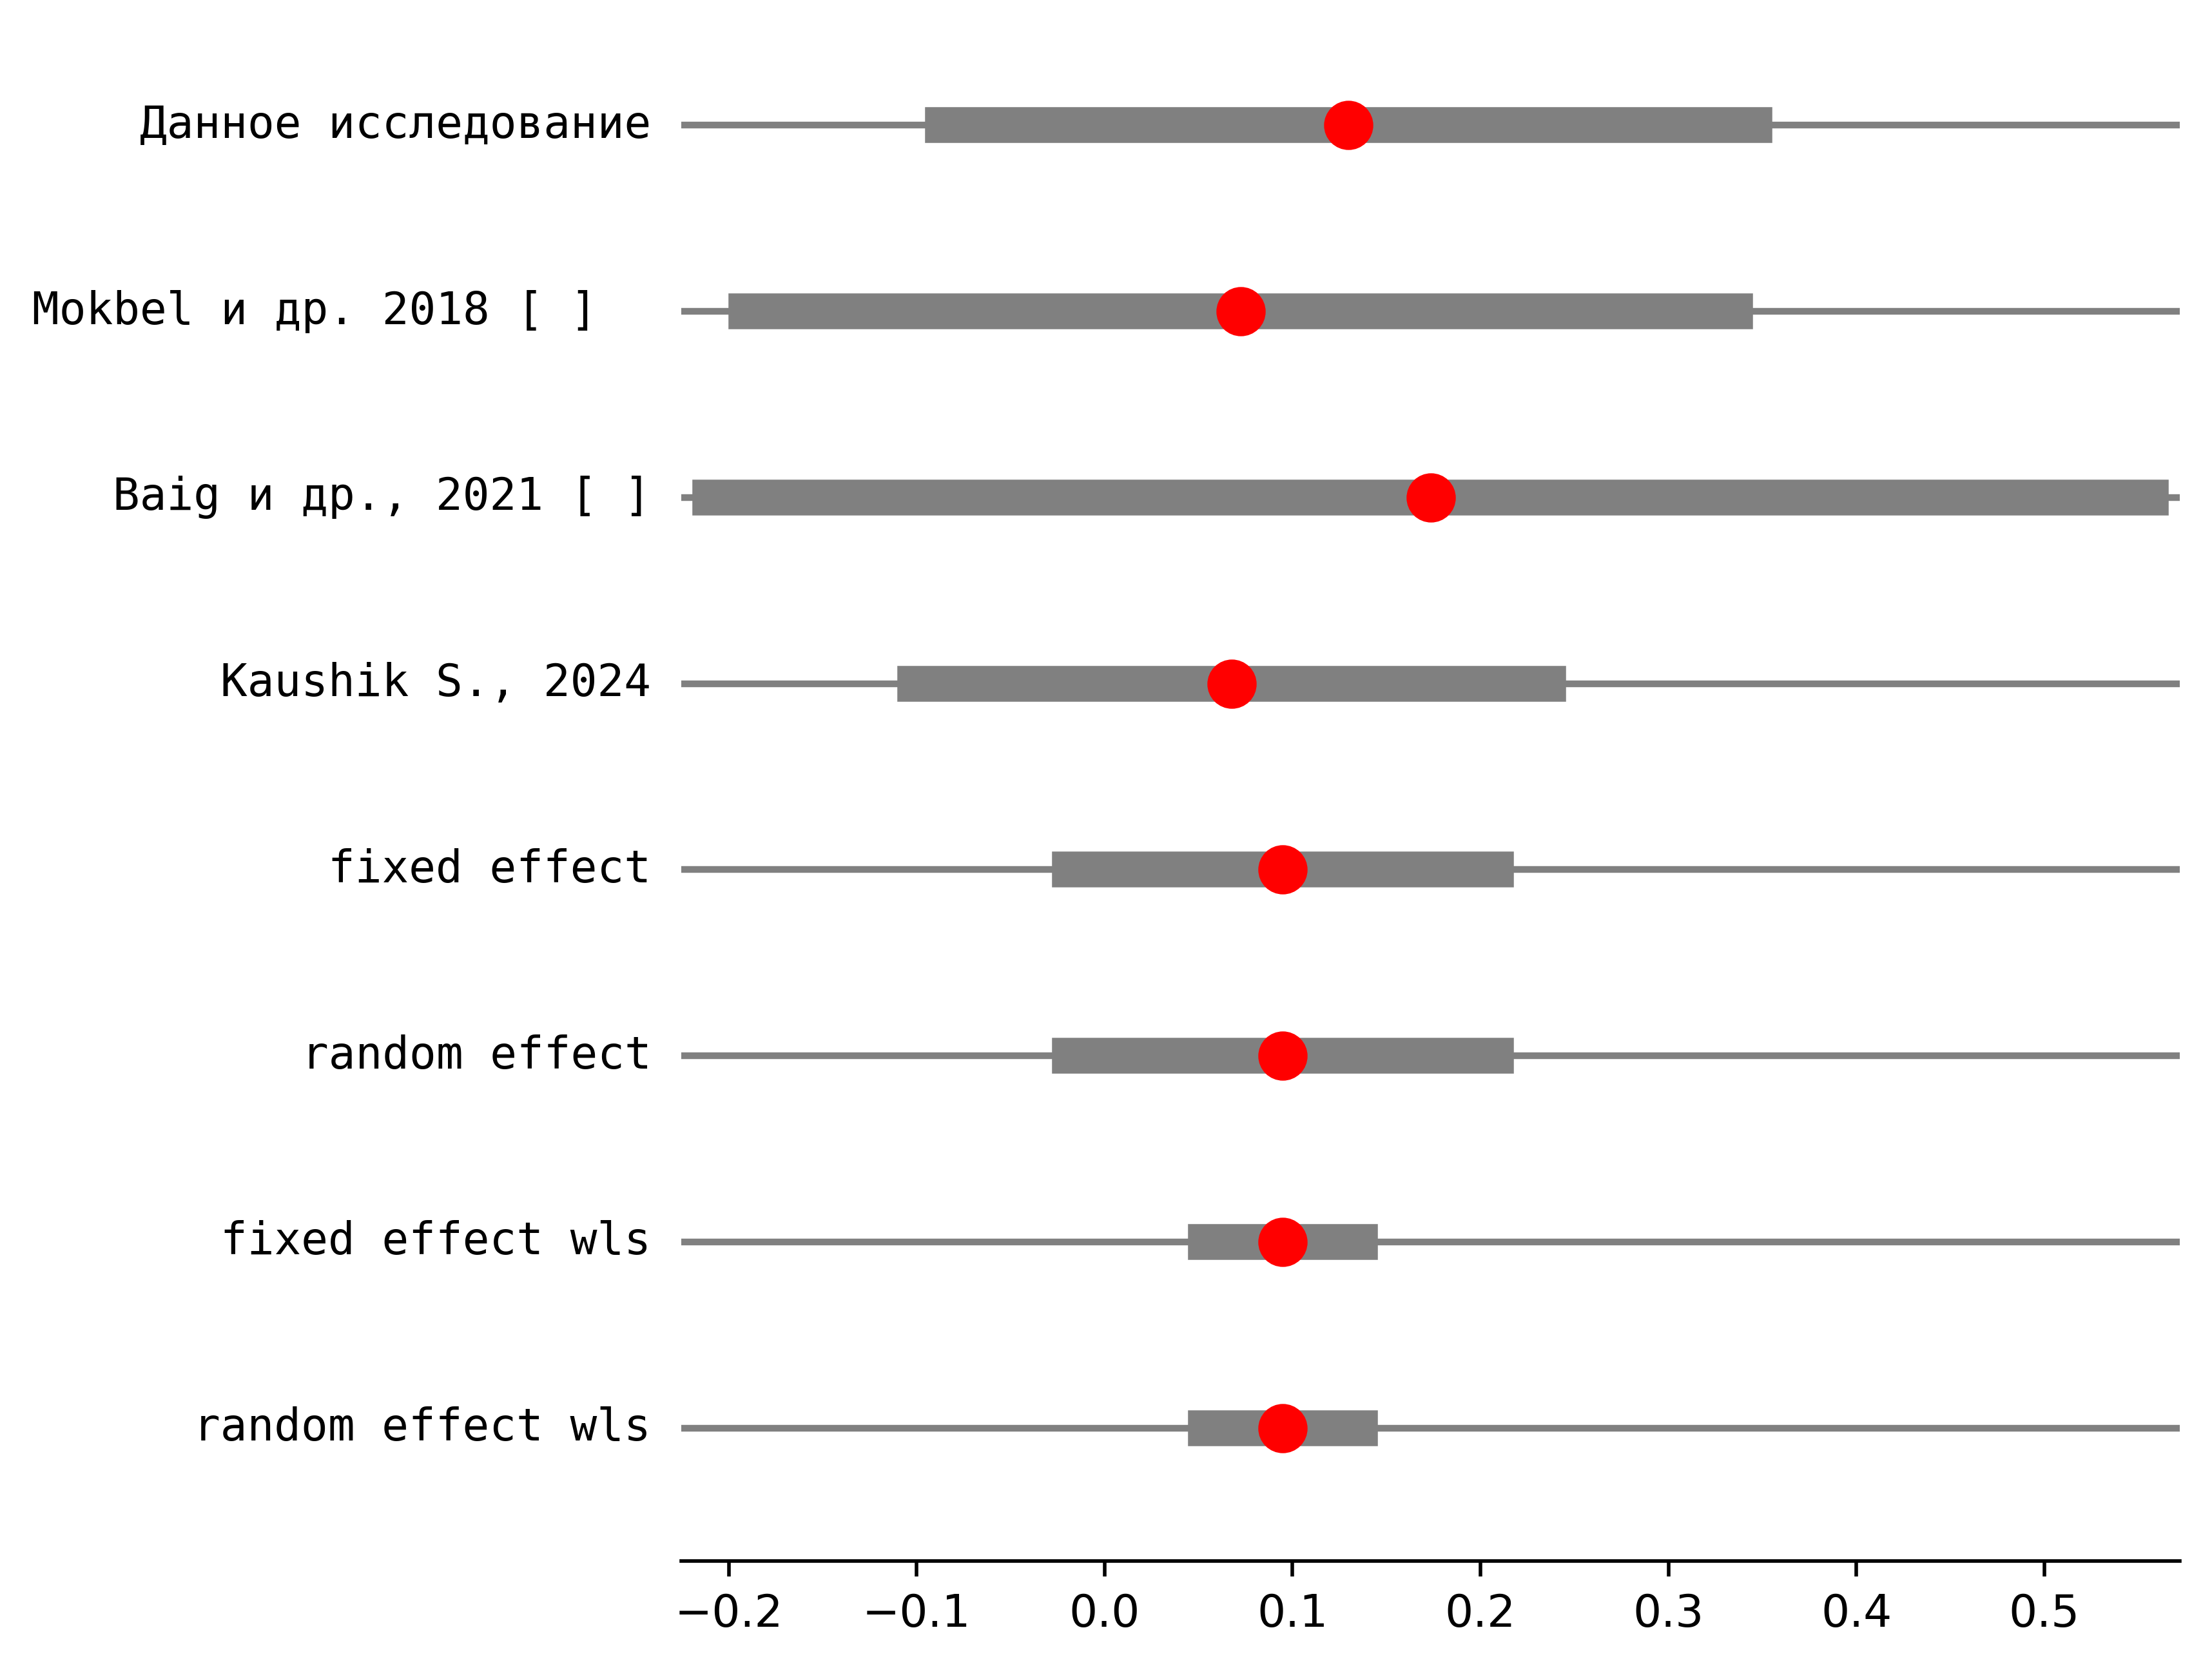 Данное исследование
Mokbel и др. 2018 [ ]
Baig и др., 2021 [ ]
Kaushik S., 2024
fixed effect
random effect
fixed effect wls
random effect wls
−0.2 −0.1 0.0 0.1 0.2 0.3 0.4 0.5